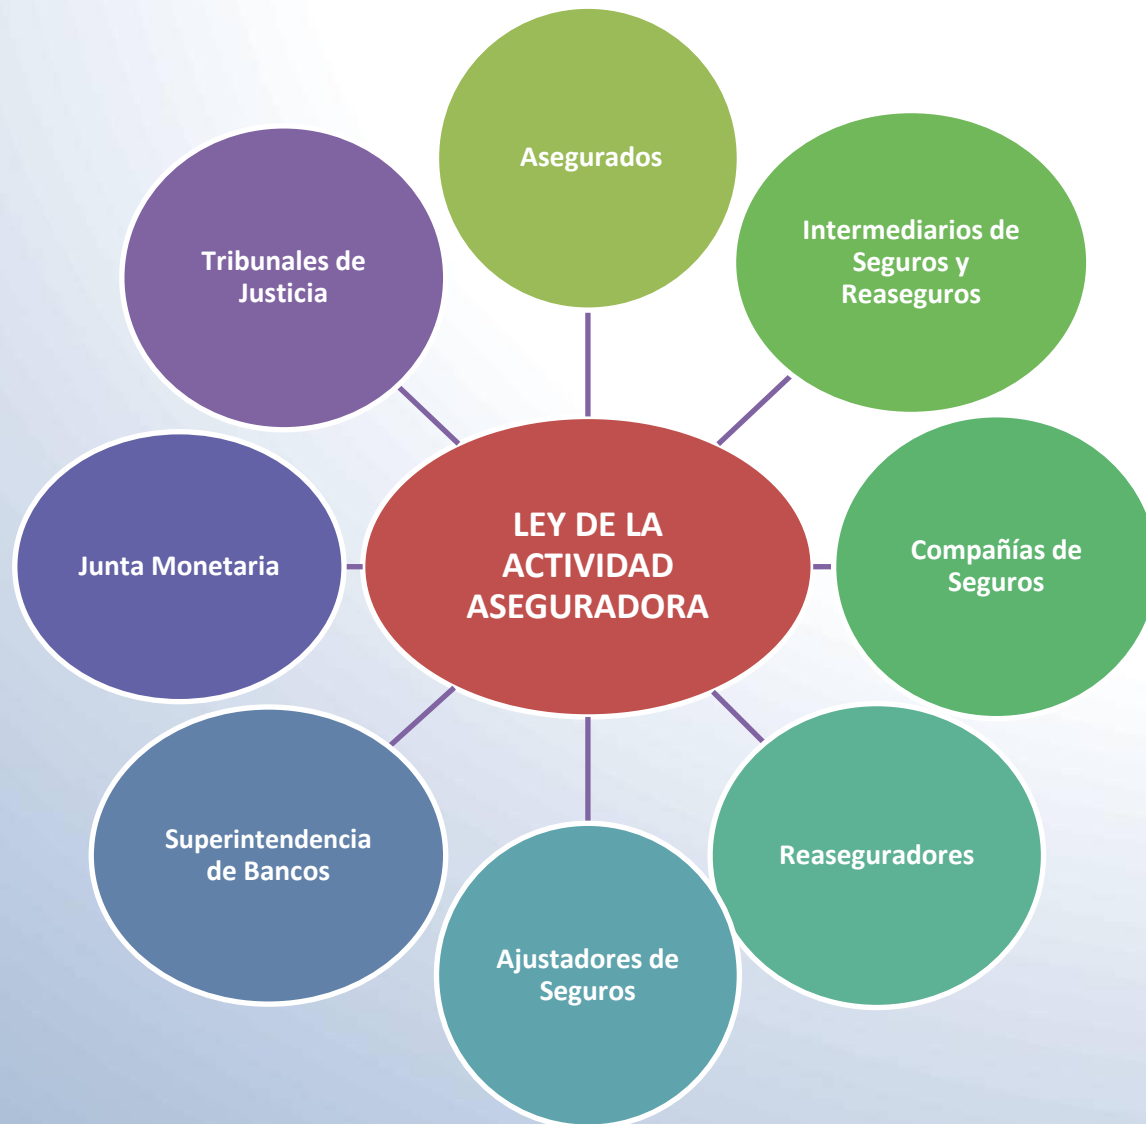 Asegurados
Intermediarios de
Seguros y
Reaseguros
Tribunales de
Justicia
LEY DE LA
ACTIVIDAD
ASEGURADORA
Compañías de
Seguros
Junta Monetaria
Reaseguradores
Superintendencia
de Bancos
Ajustadores de
Seguros